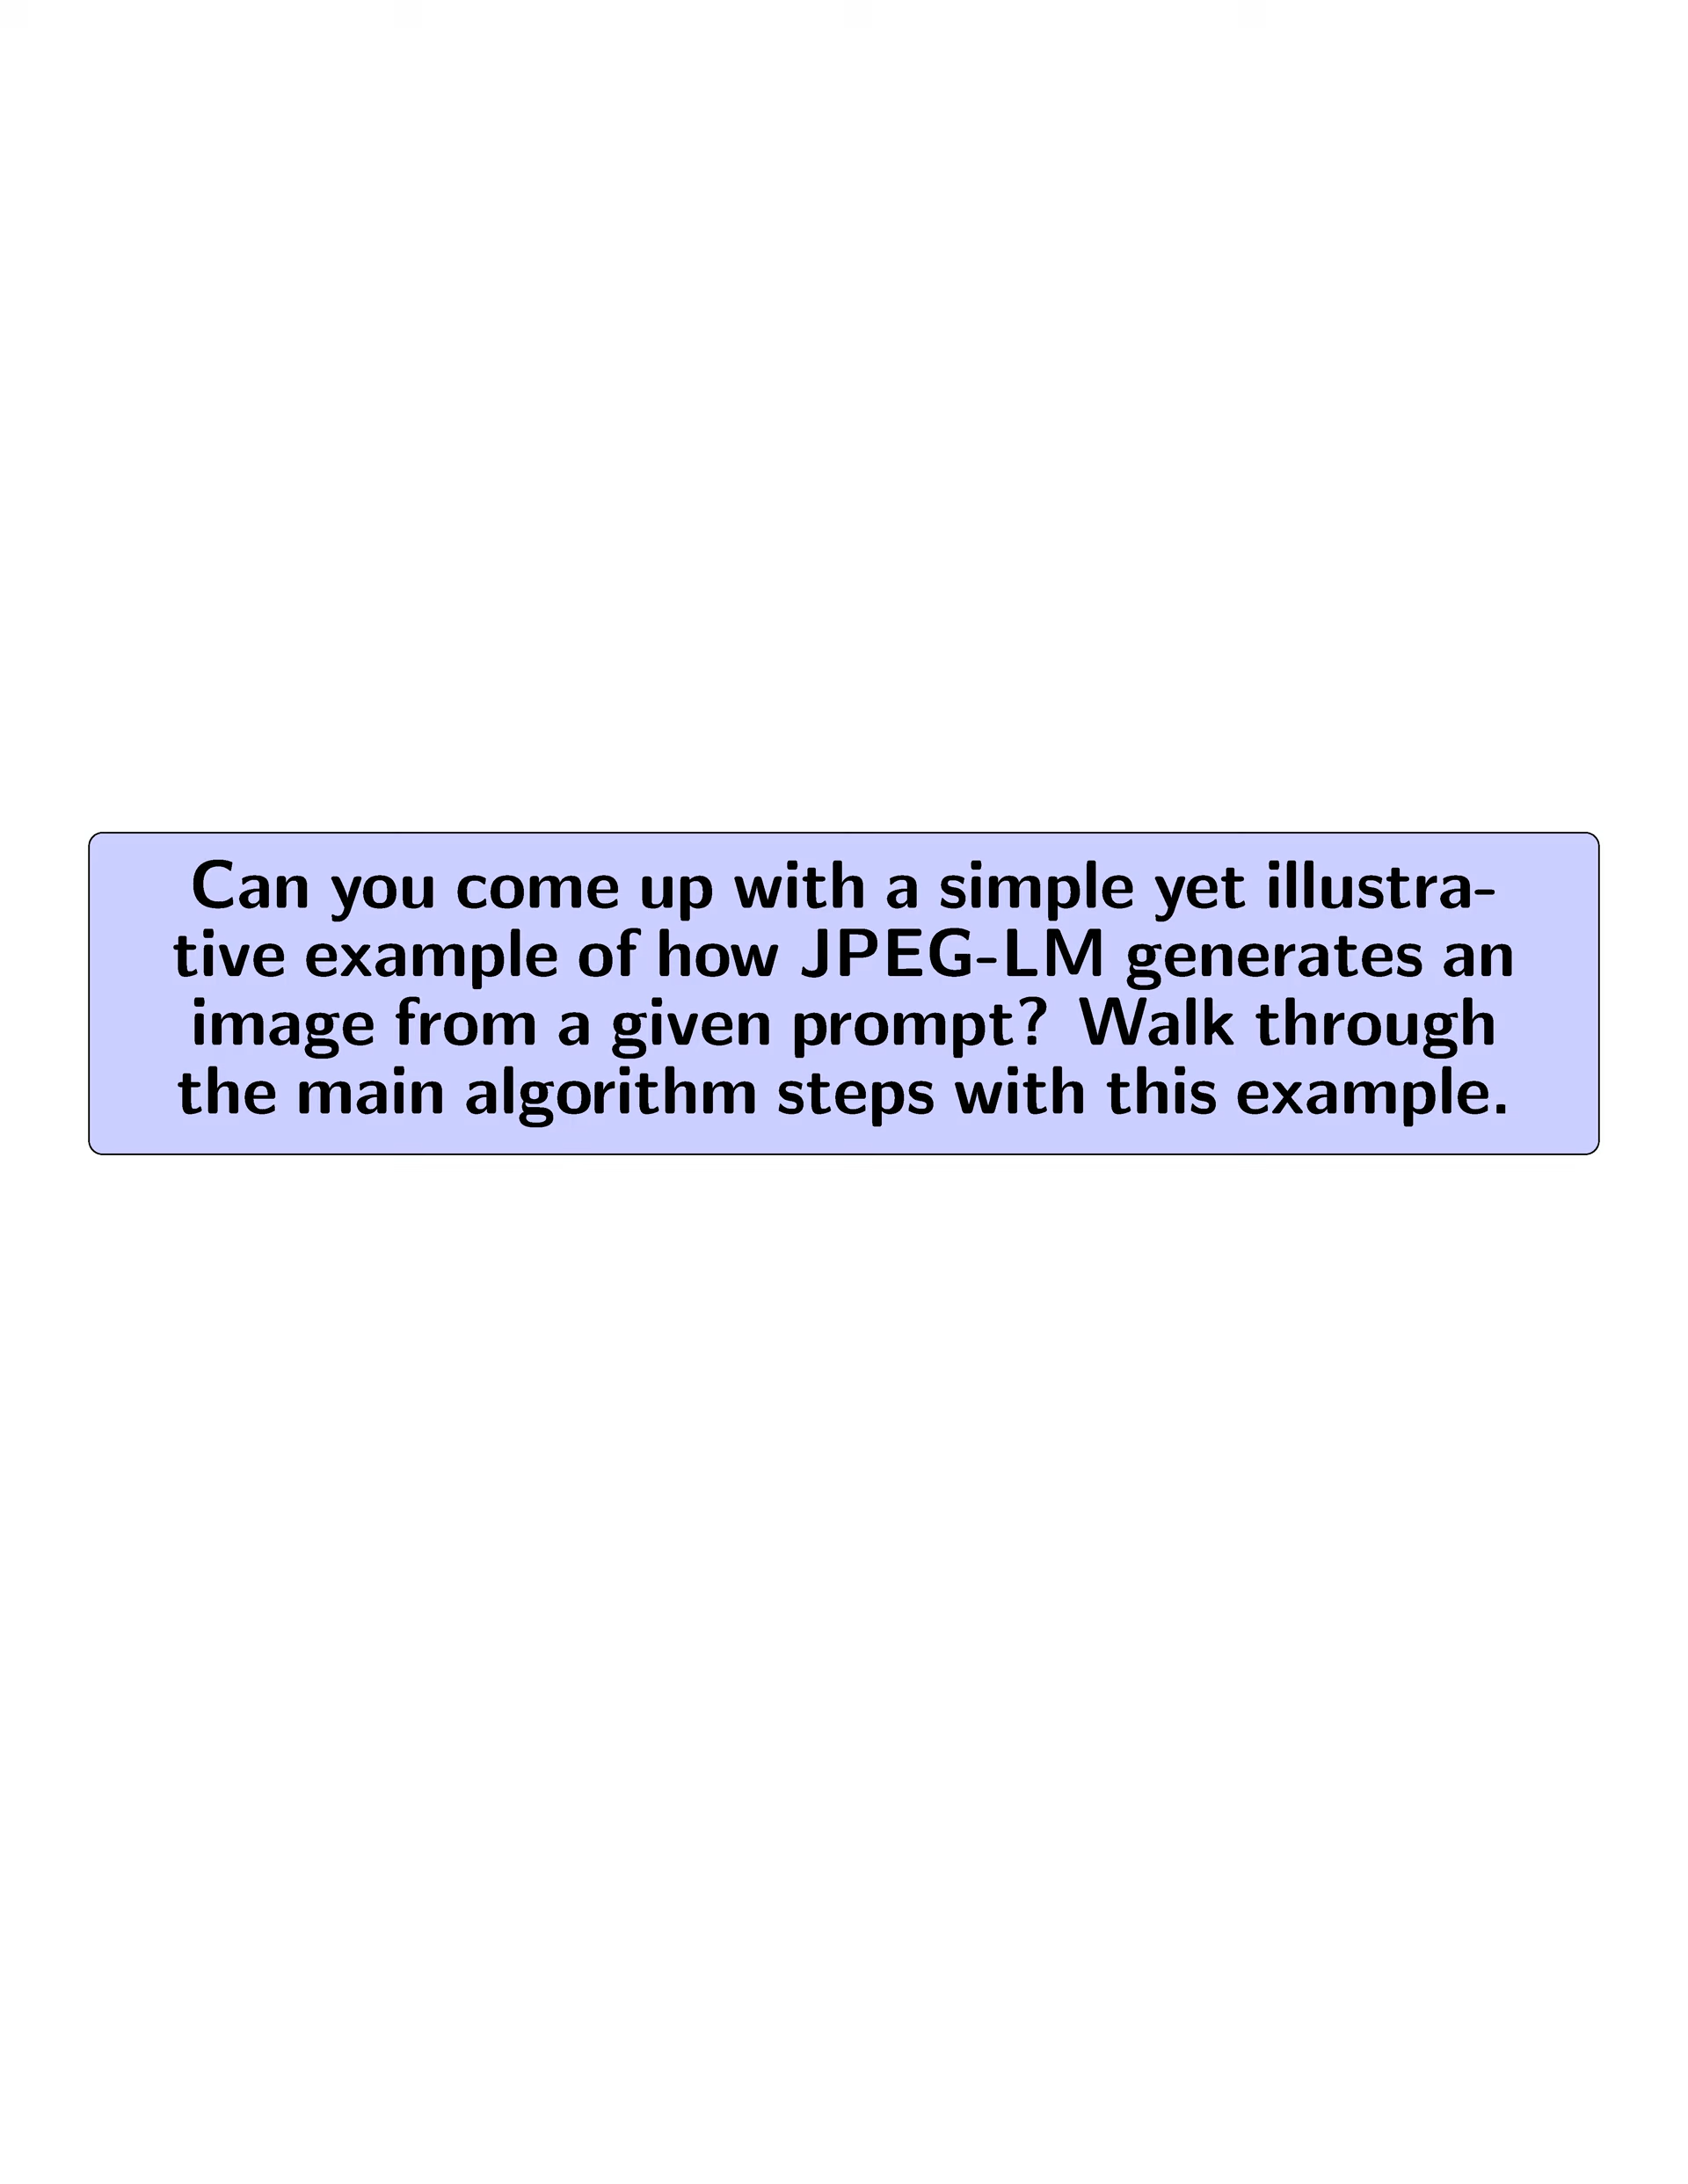 Can you come up with a simple yet illustra-
tive example of how JPEG-LM generates an
image from a given prompt? Walk through
the main algorithm steps with this example.